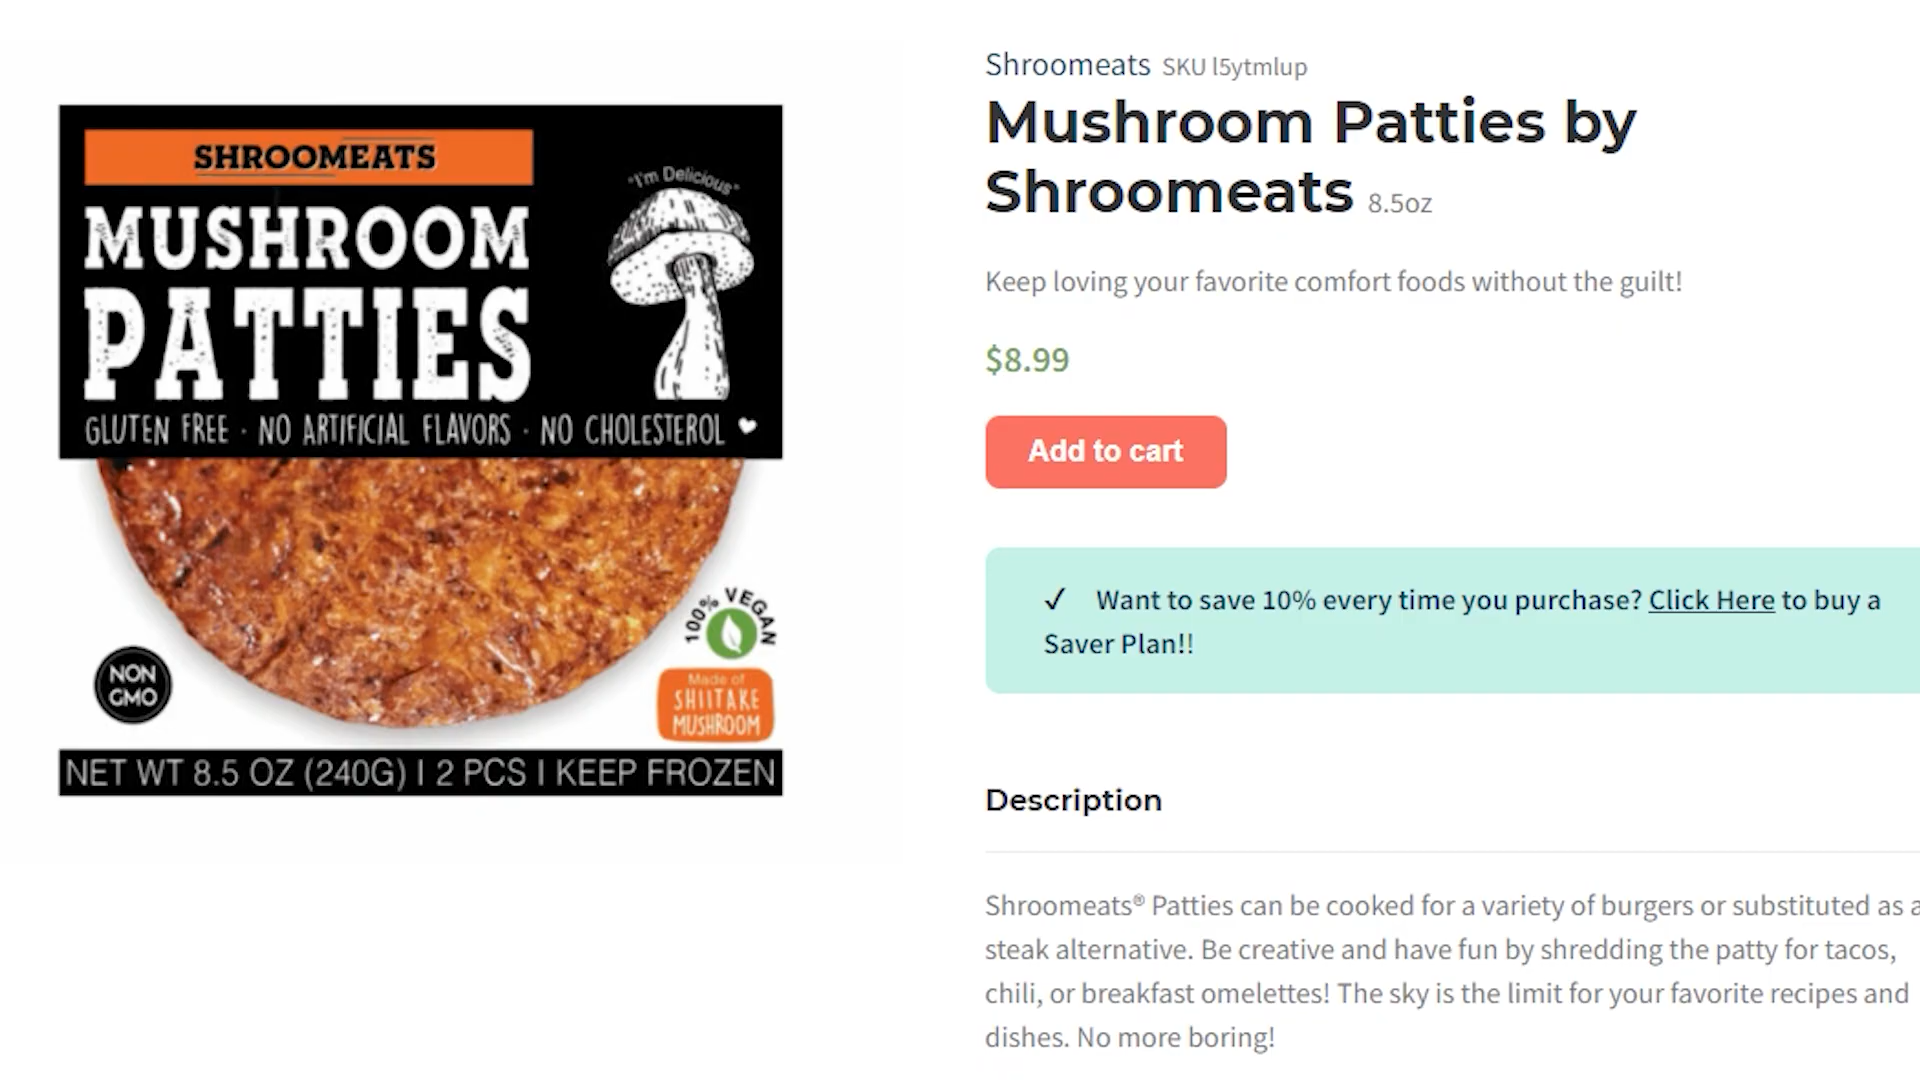 SHROOMEATS
MUSHROOM
PATTIES
"I'm Delicious"
GLUTEN FREE · NO ARTIFICIAL FLAVORS · NO CHOLESTEROL
100% VEGAN
NON
GMO
Made of
SHIITAKE
MUSHROOM
NET WT 8.5 OZ (240G) | 2 PCS | KEEP FROZEN
Shroomeats SKU l5ytmlup
Mushroom Patties by
Shroomeats 8.5oz
Keep loving your favorite comfort foods without the guilt!
$8.99
Add to cart
✓ Want to save 10% every time you purchase? Click Here to buy a
Saver Plan!!
Description
Shroomeats® Patties can be cooked for a variety of burgers or substituted as a
steak alternative. Be creative and have fun by shredding the patty for tacos,
chili, or breakfast omelettes! The sky is the limit for your favorite recipes and
dishes. No more boring!